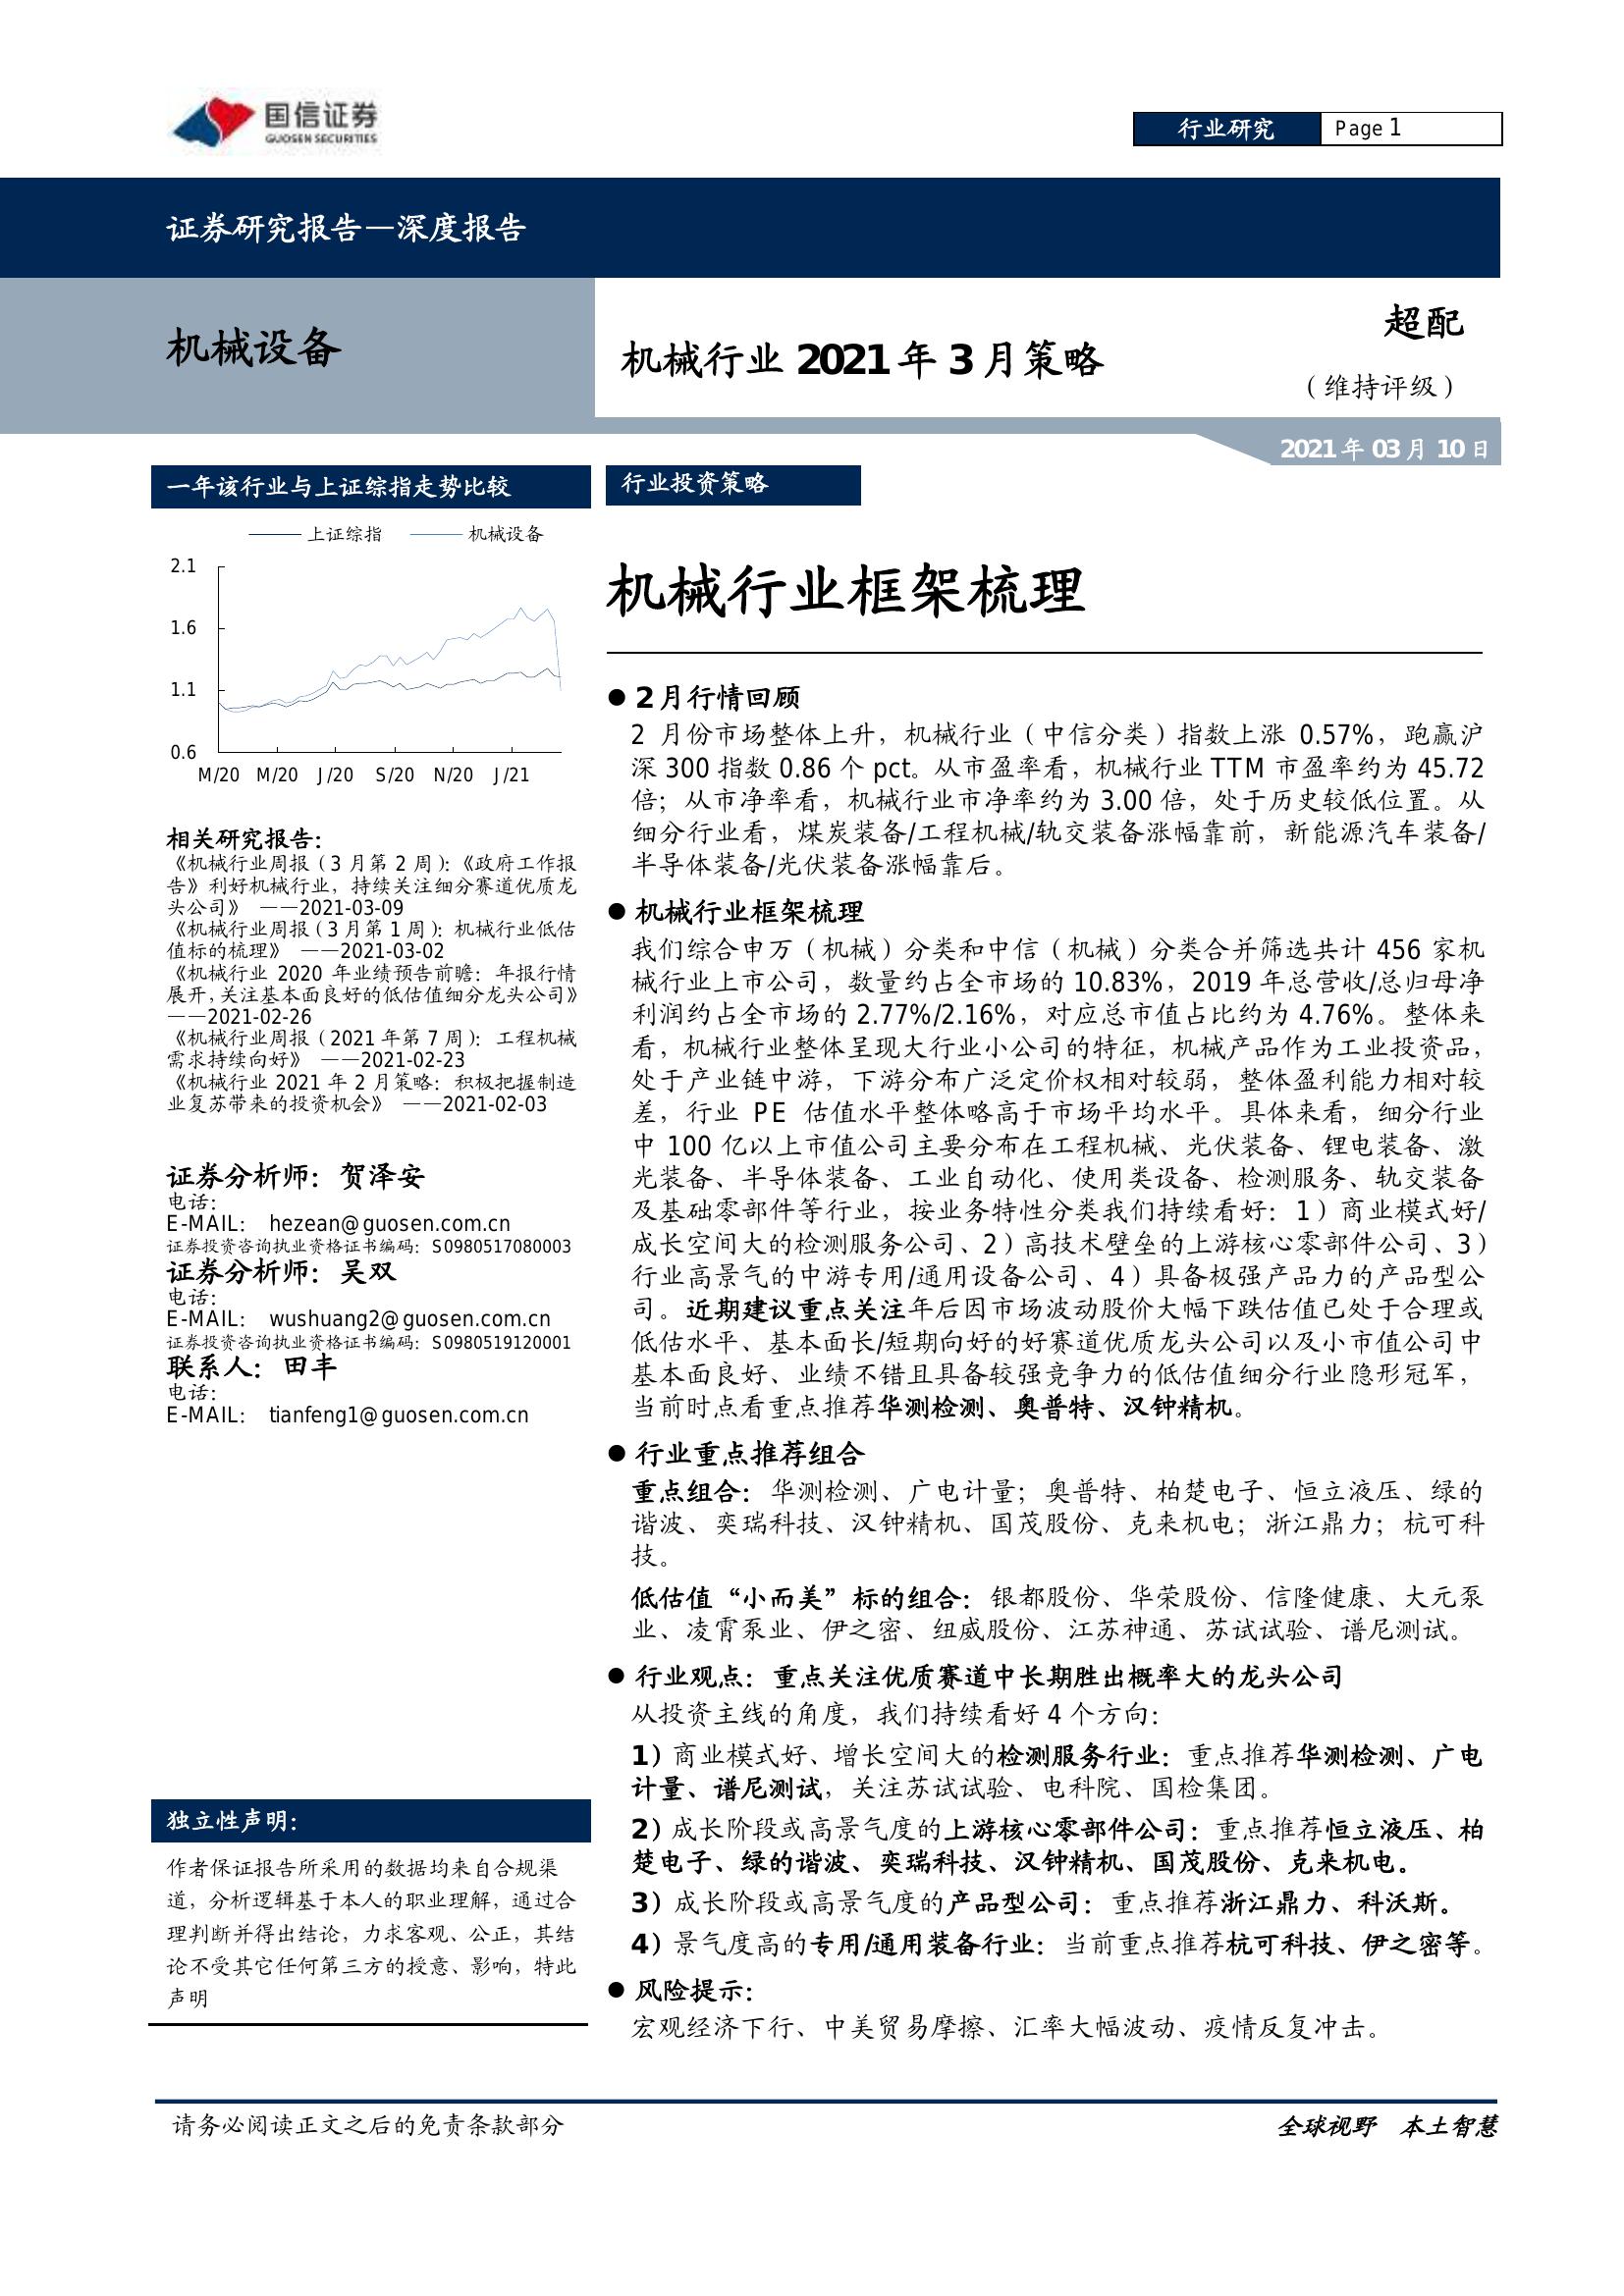 国信证券
GUOSEN SECURITIES
行业研究 Page 1
证券研究报告—深度报告
机械设备
机械行业 2021 年 3 月策略
超配
（维持评级）
2021 年 03 月 10 日
一年该行业与上证综指走势比较
上证综指 机械设备
2.1
1.6
1.1
0.6
M/20 M/20 J/20 S/20 N/20 J/21
相关研究报告：
《机械行业周报（3 月第 2 周）：《政府工作报
告》利好机械行业，持续关注细分赛道优质龙
头公司》 ——2021-03-09
《机械行业周报（3 月第 1 周）：机械行业低估
值标的梳理》 ——2021-03-02
《机械行业 2020 年业绩预告前瞻：年报行情
展开，关注基本面良好的低估值细分龙头公司》
——2021-02-26
《机械行业周报（2021 年第 7 周）：工程机械
需求持续向好》 ——2021-02-23
《机械行业 2021 年 2 月策略：积极把握制造
业复苏带来的投资机会》 ——2021-02-03
证券分析师：贺泽安
电话：
E-MAIL： hezean@guosen.com.cn
证券投资咨询执业资格证书编码：S0980517080003
证券分析师：吴双
电话：
E-MAIL： wushuang2@guosen.com.cn
证券投资咨询执业资格证书编码：S0980519120001
联系人：田丰
电话：
E-MAIL： tianfeng1@guosen.com.cn
独立性声明：
作者保证报告所采用的数据均来自合规渠
道，分析逻辑基于本人的职业理解，通过合
理判断并得出结论，力求客观、公正，其结
论不受其它任何第三方的授意、影响，特此
声明
行业投资策略
机械行业框架梳理
● 2 月行情回顾
2 月份市场整体上升，机械行业（中信分类）指数上涨 0.57%，跑赢沪
深 300 指数 0.86 个 pct。从市盈率看，机械行业 TTM 市盈率约为 45.72
倍；从市净率看，机械行业市净率约为 3.00 倍，处于历史较低位置。从
细分行业看，煤炭装备/工程机械/轨交装备涨幅靠前，新能源汽车装备/
半导体装备/光伏装备涨幅靠后。
● 机械行业框架梳理
我们综合申万（机械）分类和中信（机械）分类合并筛选共计 456 家机
械行业上市公司，数量约占全市场的 10.83%，2019 年总营收/总归母净
利润约占全市场的 2.77%/2.16%，对应总市值占比约为 4.76%。整体来
看，机械行业整体呈现大行业小公司的特征，机械产品作为工业投资品，
处于产业链中游，下游分布广泛定价权相对较弱，整体盈利能力相对较
差，行业 PE 估值水平整体略高于市场平均水平。具体来看，细分行业
中 100 亿以上市值公司主要分布在工程机械、光伏装备、锂电装备、激
光装备、半导体装备、工业自动化、使用类设备、检测服务、轨交装备
及基础零部件等行业，按业务特性分类我们持续看好：1）商业模式好/
成长空间大的检测服务公司、2）高技术壁垒的上游核心零部件公司、3）
行业高景气的中游专用/通用设备公司、4）具备极强产品力的产品型公
司。近期建议重点关注年后因市场波动股价大幅下跌估值已处于合理或
低估水平、基本面长/短期向好的好赛道优质龙头公司以及小市值公司中
基本面良好、业绩不错且具备较强竞争力的低估值细分行业隐形冠军，
当前时点看重点推荐华测检测、奥普特、汉钟精机。
● 行业重点推荐组合
重点组合：华测检测、广电计量；奥普特、柏楚电子、恒立液压、绿的
谐波、奕瑞科技、汉钟精机、国茂股份、克来机电；浙江鼎力；杭可科
技。
低估值“小而美”标的组合：银都股份、华荣股份、信隆健康、大元泵
业、凌霄泵业、伊之密、纽威股份、江苏神通、苏试试验、谱尼测试。
● 行业观点：重点关注优质赛道中长期胜出概率大的龙头公司
从投资主线的角度，我们持续看好 4 个方向：
1）商业模式好、增长空间大的检测服务行业：重点推荐华测检测、广电
计量、谱尼测试，关注苏试试验、电科院、国检集团。
2）成长阶段或高景气度的上游核心零部件公司：重点推荐恒立液压、柏
楚电子、绿的谐波、奕瑞科技、汉钟精机、国茂股份、克来机电。
3）成长阶段或高景气度的产品型公司：重点推荐浙江鼎力、科沃斯。
4）景气度高的专用/通用装备行业：当前重点推荐杭可科技、伊之密等。
● 风险提示：
宏观经济下行、中美贸易摩擦、汇率大幅波动、疫情反复冲击。
请务必阅读正文之后的免责条款部分
全球视野 本土智慧